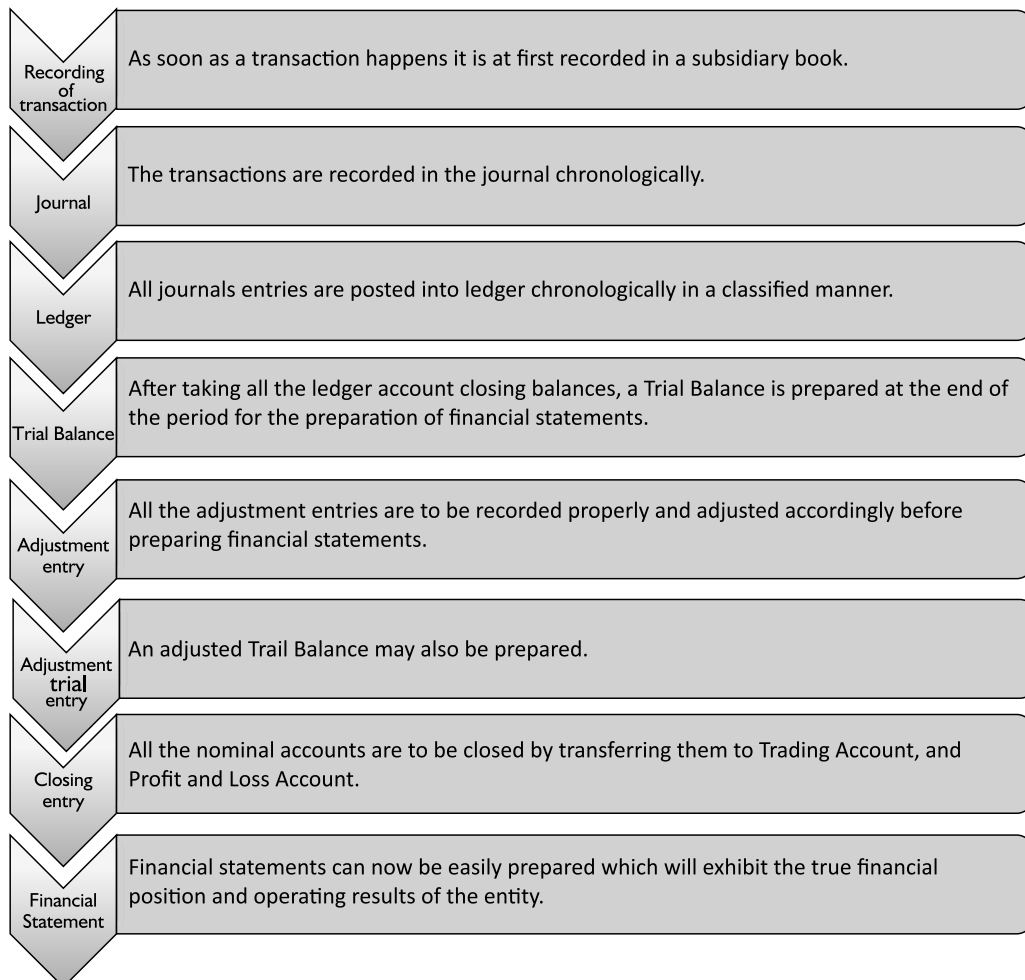 Recording
of
transaction
As soon as a transaction happens it is at first recorded in a subsidiary book.
Journal
The transactions are recorded in the journal chronologically.
Ledger
All journals entries are posted into ledger chronologically in a classified manner.
Trial Balance
After taking all the ledger account closing balances, a Trial Balance is prepared at the end of
the period for the preparation of financial statements.
Adjustment
entry
All the adjustment entries are to be recorded properly and adjusted accordingly before
preparing financial statements.
Adjustment
trial
entry
An adjusted Trail Balance may also be prepared.
Closing
entry
All the nominal accounts are to be closed by transferring them to Trading Account, and
Profit and Loss Account.
Financial
Statement
Financial statements can now be easily prepared which will exhibit the true financial
position and operating results of the entity.